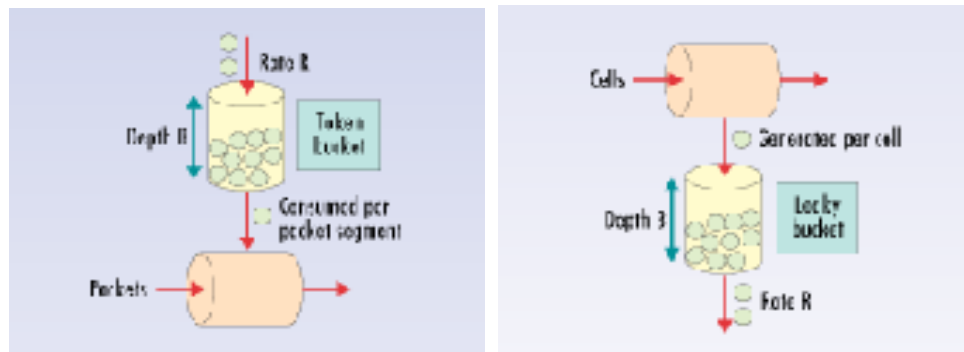 Rate R
Depth B
Token
bucket
Consumed per
packet segment
Packets
Cells
Generated per cell
Depth B
Leaky
bucket
Rate R